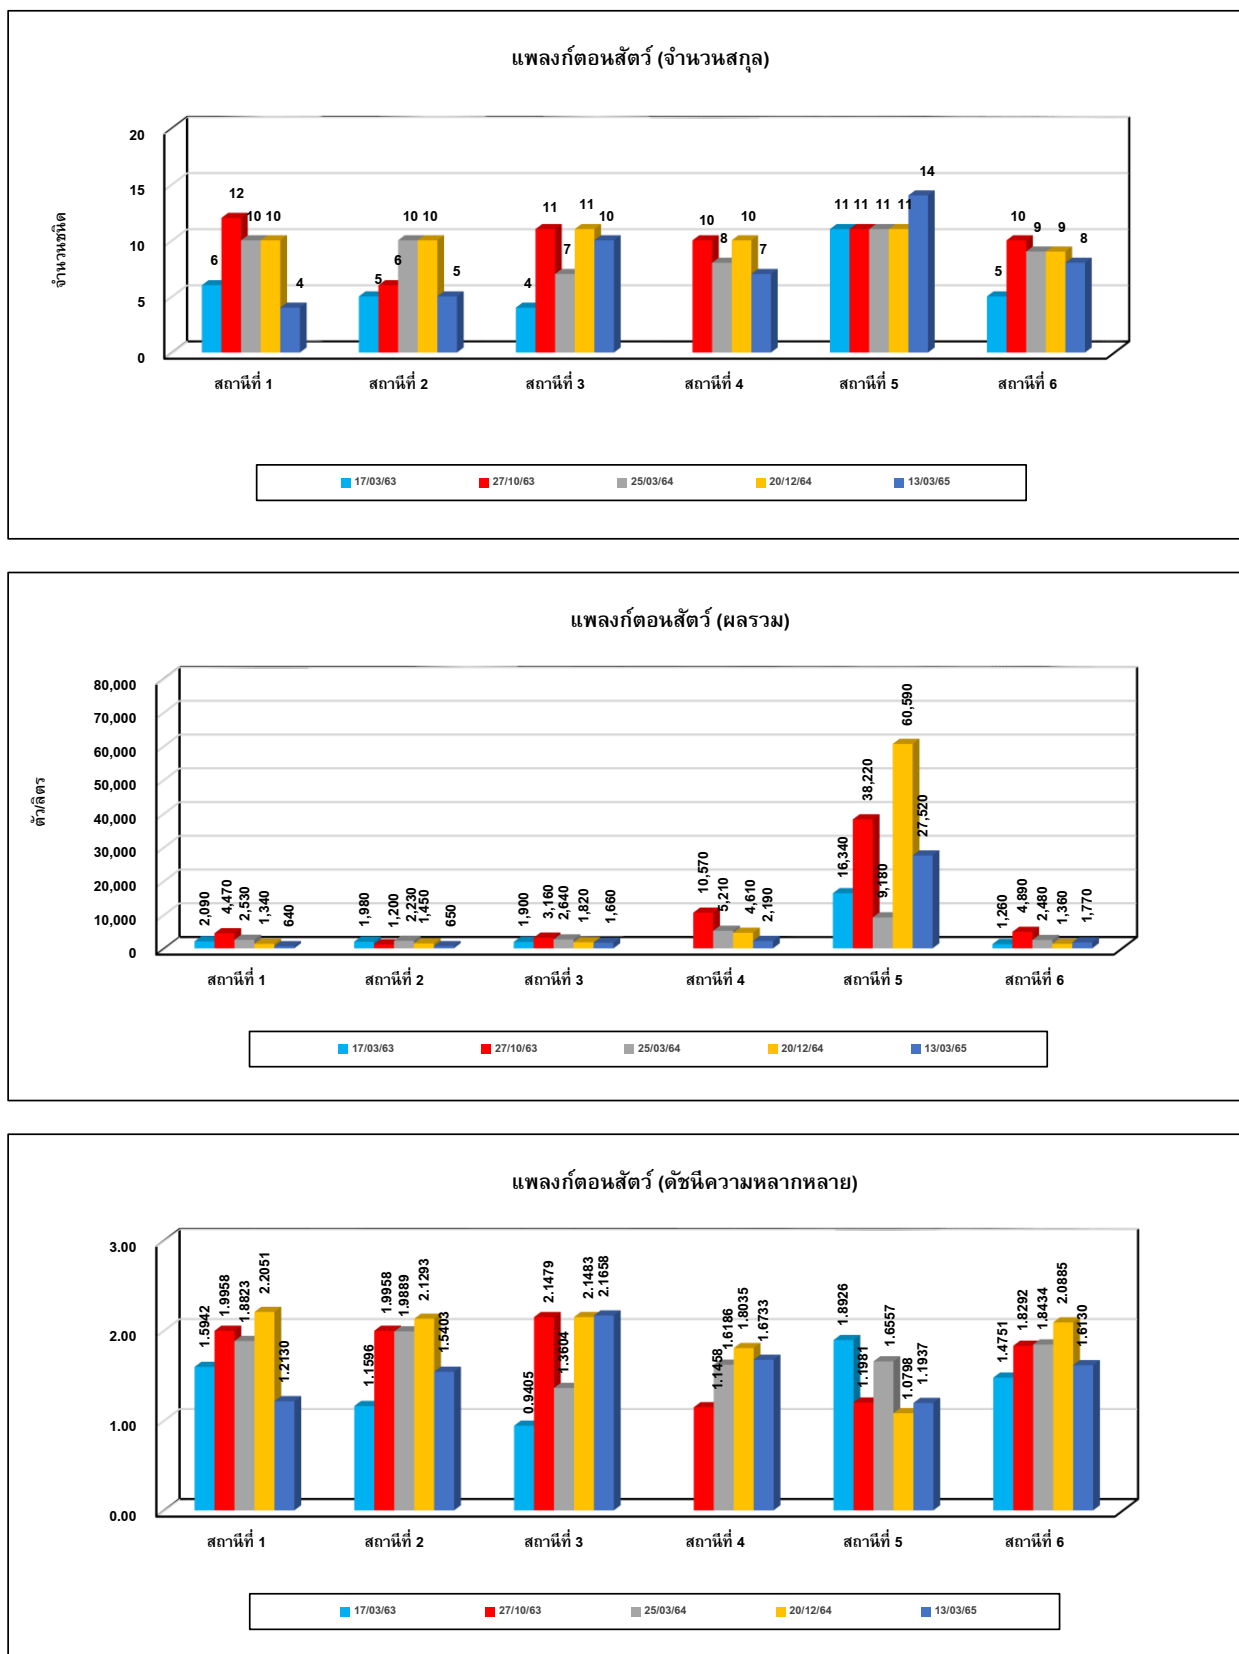 แพลงก์ตอนสัตว์ (จำนวนสกุล)
จำนวนชนิด
20
15
10
5
0
6 12 10 10 4
5 6 10 10 5
4 11 7 11 10
10 8 10 7
11 11 11 11 14
5 10 9 9 8
สถานีที่ 1 สถานีที่ 2 สถานีที่ 3 สถานีที่ 4 สถานีที่ 5 สถานีที่ 6
17/03/63 27/10/63 25/03/64 20/12/64 13/03/65
แพลงก์ตอนสัตว์ (ผลรวม)
ตัว/ลิตร
80,000
70,000
60,000
50,000
40,000
30,000
20,000
10,000
0
2,090 4,470 2,530 1,340 640
1,980 1,200 2,230 1,450 650
1,900 3,160 2,640 1,820 1,660
10,570 5,210 4,610 2,190
16,340 38,220 9,180 60,590 27,520
1,260 4,890 2,480 1,360 1,770
สถานีที่ 1 สถานีที่ 2 สถานีที่ 3 สถานีที่ 4 สถานีที่ 5 สถานีที่ 6
17/03/63 27/10/63 25/03/64 20/12/64 13/03/65
แพลงก์ตอนสัตว์ (ดัชนีความหลากหลาย)
3.00
2.00
1.00
0.00
1.5942 1.9958 1.8823 2.2051 1.2130
1.1596 1.9958 1.9889 2.1293 1.5403
0.9405 2.1479 1.3604 2.1483 2.1658
1.1458 1.6186 1.8035 1.6733
1.8926 1.1981 1.6557 1.0798 1.1937
1.4751 1.8292 1.8434 2.0885 1.6130
สถานีที่ 1 สถานีที่ 2 สถานีที่ 3 สถานีที่ 4 สถานีที่ 5 สถานีที่ 6
17/03/63 27/10/63 25/03/64 20/12/64 13/03/65